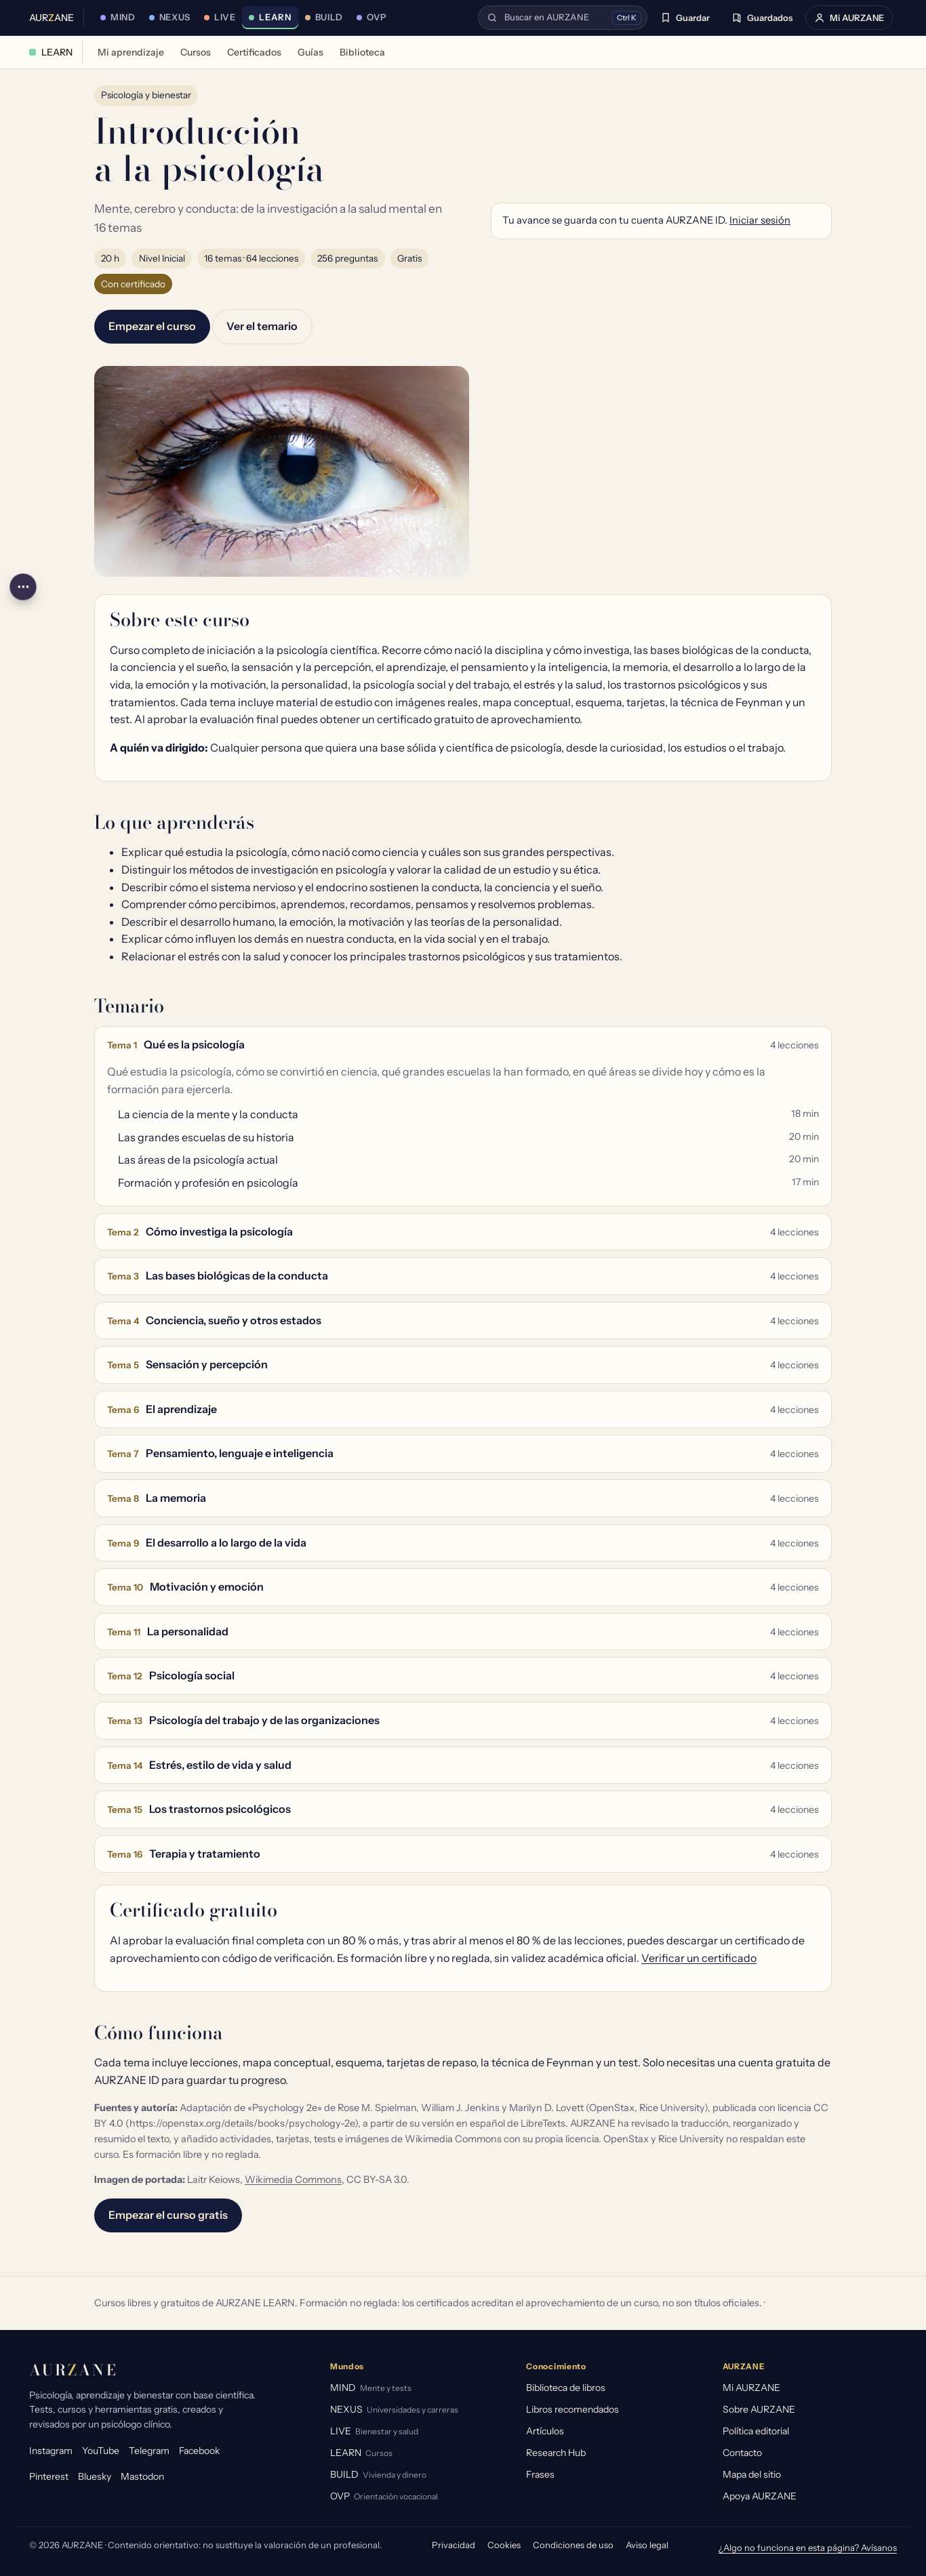 AURZANE
MIND
NEXUS
LIVE
LEARN
BUILD
OVP
Buscar en AURZANE
Ctrl K
Guardar
Guardados
Mi AURZANE
LEARN
Mi aprendizaje
Cursos
Certificados
Guías
Biblioteca
Psicología y bienestar
Introducción
a la psicología
Mente, cerebro y conducta: de la investigación a la salud mental en
16 temas
Tu avance se guarda con tu cuenta AURZANE ID. Iniciar sesión
20 h
Nivel Inicial
16 temas · 64 lecciones
256 preguntas
Gratis
Con certificado
Empezar el curso
Ver el temario
Sobre este curso
Curso completo de iniciación a la psicología científica. Recorre cómo nació la disciplina y cómo investiga, las bases biológicas de la conducta,
la conciencia y el sueño, la sensación y la percepción, el aprendizaje, el pensamiento y la inteligencia, la memoria, el desarrollo a lo largo de la
vida, la emoción y la motivación, la personalidad, la psicología social y del trabajo, el estrés y la salud, los trastornos psicológicos y sus
tratamientos. Cada tema incluye material de estudio con imágenes reales, mapa conceptual, esquema, tarjetas, la técnica de Feynman y un
test. Al aprobar la evaluación final puedes obtener un certificado gratuito de aprovechamiento.
A quién va dirigido: Cualquier persona que quiera una base sólida y científica de psicología, desde la curiosidad, los estudios o el trabajo.
Lo que aprenderás
• Explicar qué estudia la psicología, cómo nació como ciencia y cuáles son sus grandes perspectivas.
• Distinguir los métodos de investigación en psicología y valorar la calidad de un estudio y su ética.
• Describir cómo el sistema nervioso y el endocrino sostienen la conducta, la conciencia y el sueño.
• Comprender cómo percibimos, aprendemos, recordamos, pensamos y resolvemos problemas.
• Describir el desarrollo humano, la emoción, la motivación y las teorías de la personalidad.
• Explicar cómo influyen los demás en nuestra conducta, en la vida social y en el trabajo.
• Relacionar el estrés con la salud y conocer los principales trastornos psicológicos y sus tratamientos.
Temario
Tema 1 Qué es la psicología 4 lecciones
Qué estudia la psicología, cómo se convirtió en ciencia, qué grandes escuelas la han formado, en qué áreas se divide hoy y cómo es la
formación para ejercerla.
La ciencia de la mente y la conducta 18 min
Las grandes escuelas de su historia 20 min
Las áreas de la psicología actual 20 min
Formación y profesión en psicología 17 min
Tema 2 Cómo investiga la psicología 4 lecciones
Tema 3 Las bases biológicas de la conducta 4 lecciones
Tema 4 Conciencia, sueño y otros estados 4 lecciones
Tema 5 Sensación y percepción 4 lecciones
Tema 6 El aprendizaje 4 lecciones
Tema 7 Pensamiento, lenguaje e inteligencia 4 lecciones
Tema 8 La memoria 4 lecciones
Tema 9 El desarrollo a lo largo de la vida 4 lecciones
Tema 10 Motivación y emoción 4 lecciones
Tema 11 La personalidad 4 lecciones
Tema 12 Psicología social 4 lecciones
Tema 13 Psicología del trabajo y de las organizaciones 4 lecciones
Tema 14 Estrés, estilo de vida y salud 4 lecciones
Tema 15 Los trastornos psicológicos 4 lecciones
Tema 16 Terapia y tratamiento 4 lecciones
Certificado gratuito
Al aprobar la evaluación final completa con un 80 % o más, y tras abrir al menos el 80 % de las lecciones, puedes descargar un certificado de
aprovechamiento con código de verificación. Es formación libre y no reglada, sin validez académica oficial. Verificar un certificado
Cómo funciona
Cada tema incluye lecciones, mapa conceptual, esquema, tarjetas de repaso, la técnica de Feynman y un test. Solo necesitas una cuenta gratuita de
AURZANE ID para guardar tu progreso.
Fuentes y autoría: Adaptación de «Psychology 2e» de Rose M. Spielman, William J. Jenkins y Marilyn D. Lovett (OpenStax, Rice University), publicada con licencia CC
BY 4.0 (https://openstax.org/details/books/psychology-2e), a partir de su versión en español de LibreTexts. AURZANE ha revisado la traducción, reorganizado y
resumido el texto, y añadido actividades, tarjetas, tests e imágenes de Wikimedia Commons con su propia licencia. OpenStax y Rice University no respaldan este
curso. Es formación libre y no reglada.
Imagen de portada: Laitr Keiows, Wikimedia Commons, CC BY-SA 3.0.
Empezar el curso gratis
Cursos libres y gratuitos de AURZANE LEARN. Formación no reglada: los certificados acreditan el aprovechamiento de un curso, no son títulos oficiales. ·
AURZANE
Psicología, aprendizaje y bienestar con base científica.
Tests, cursos y herramientas gratis, creados y
revisados por un psicólogo clínico.
Instagram YouTube Telegram Facebook
Pinterest Bluesky Mastodon
Mundos
MIND Mente y tests
NEXUS Universidades y carreras
LIVE Bienestar y salud
LEARN Cursos
BUILD Vivienda y dinero
OVP Orientación vocacional
Conocimiento
Biblioteca de libros
Libros recomendados
Artículos
Research Hub
Frases
AURZANE
Mi AURZANE
Sobre AURZANE
Política editorial
Contacto
Mapa del sitio
Apoya AURZANE
© 2026 AURZANE · Contenido orientativo: no sustituye la valoración de un profesional.
Privacidad Cookies Condiciones de uso Aviso legal
¿Algo no funciona en esta página? Avísanos